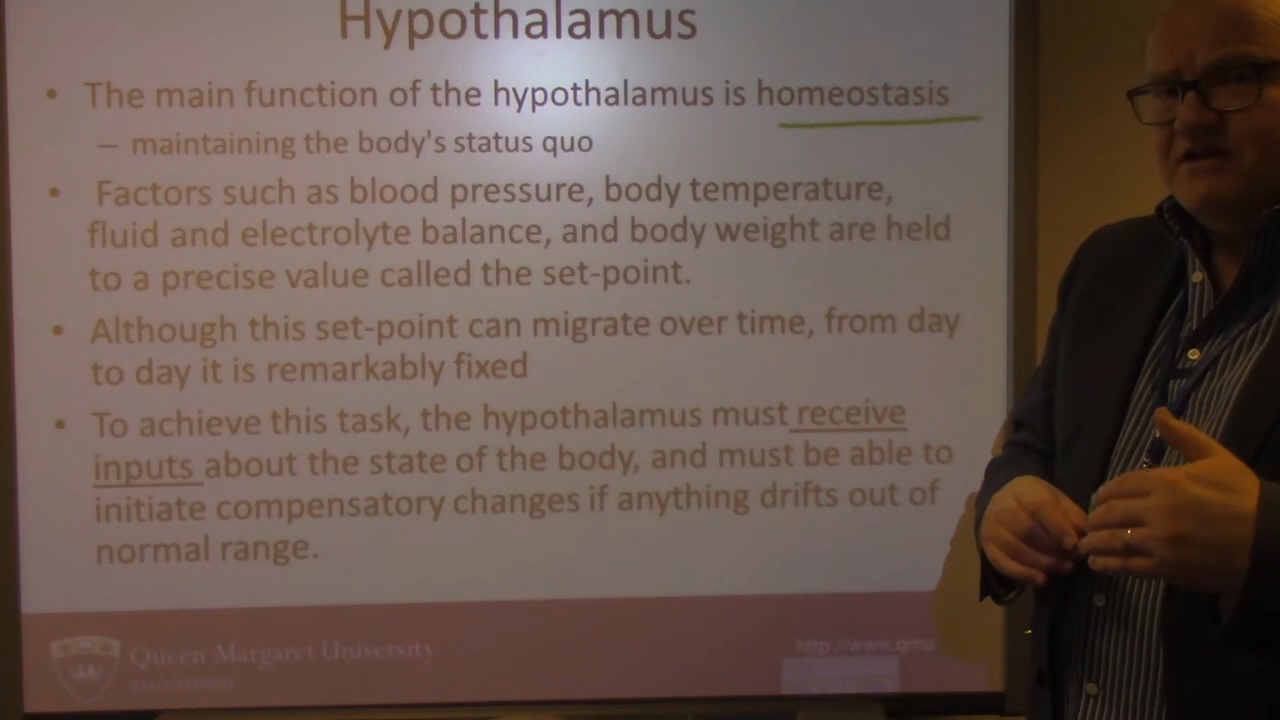 Hypothalamus
• The main function of the hypothalamus is homeostasis
– maintaining the body's status quo
• Factors such as blood pressure, body temperature,
fluid and electrolyte balance, and body weight are held
to a precise value called the set-point.
• Although this set-point can migrate over time, from day
to day it is remarkably fixed
• To achieve this task, the hypothalamus must receive
inputs about the state of the body, and must be able to
initiate compensatory changes if anything drifts out of
normal range.
Queen Margaret University
http://www.qmu